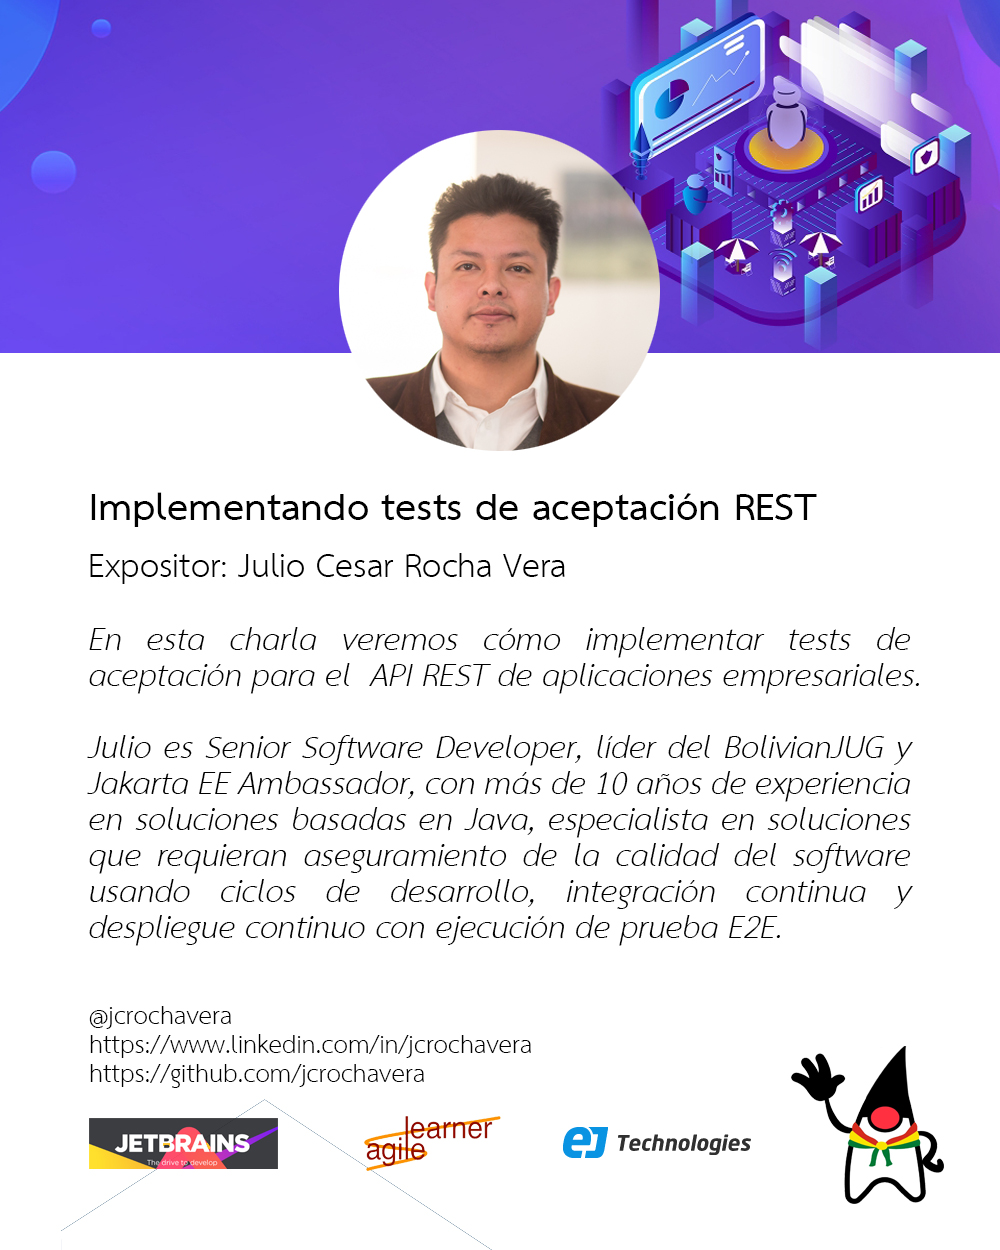 Implementando tests de aceptación REST
Expositor: Julio Cesar Rocha Vera
En esta charla veremos cómo implementar tests de
aceptación para el API REST de aplicaciones empresariales.
Julio es Senior Software Developer, líder del BolivianJUG y
Jakarta EE Ambassador, con más de 10 años de experiencia
en soluciones basadas en Java, especialista en soluciones
que requieran aseguramiento de la calidad del software
usando ciclos de desarrollo, integración continua y
despliegue continuo con ejecución de prueba E2E.
@jcrochavera
https://www.linkedin.com/in/jcrochavera
https://github.com/jcrochavera
JETBRAINS
The drive to develop
learner
agile
ej Technologies